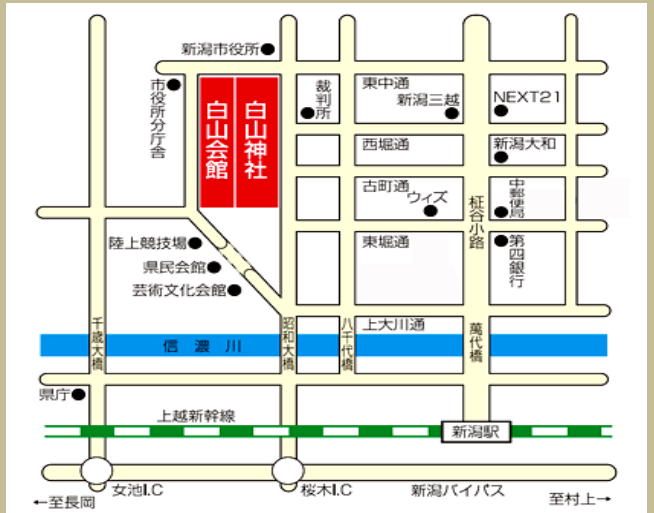 新潟市役所
市役所分庁舎
白山会館
白山神社
裁判所
東中通
新潟三越
NEXT21
西堀通
新潟大和
古町通
ウィズ
中郵便局
柾谷小路
陸上競技場
県民会館
芸術文化会館
東堀通
第四銀行
千歳大橋
昭和大橋
八千代橋
上大川通
萬代橋
信濃川
県庁
上越新幹線
新潟駅
女池I.C
桜木I.C
新潟バイパス
←至長岡
至村上→